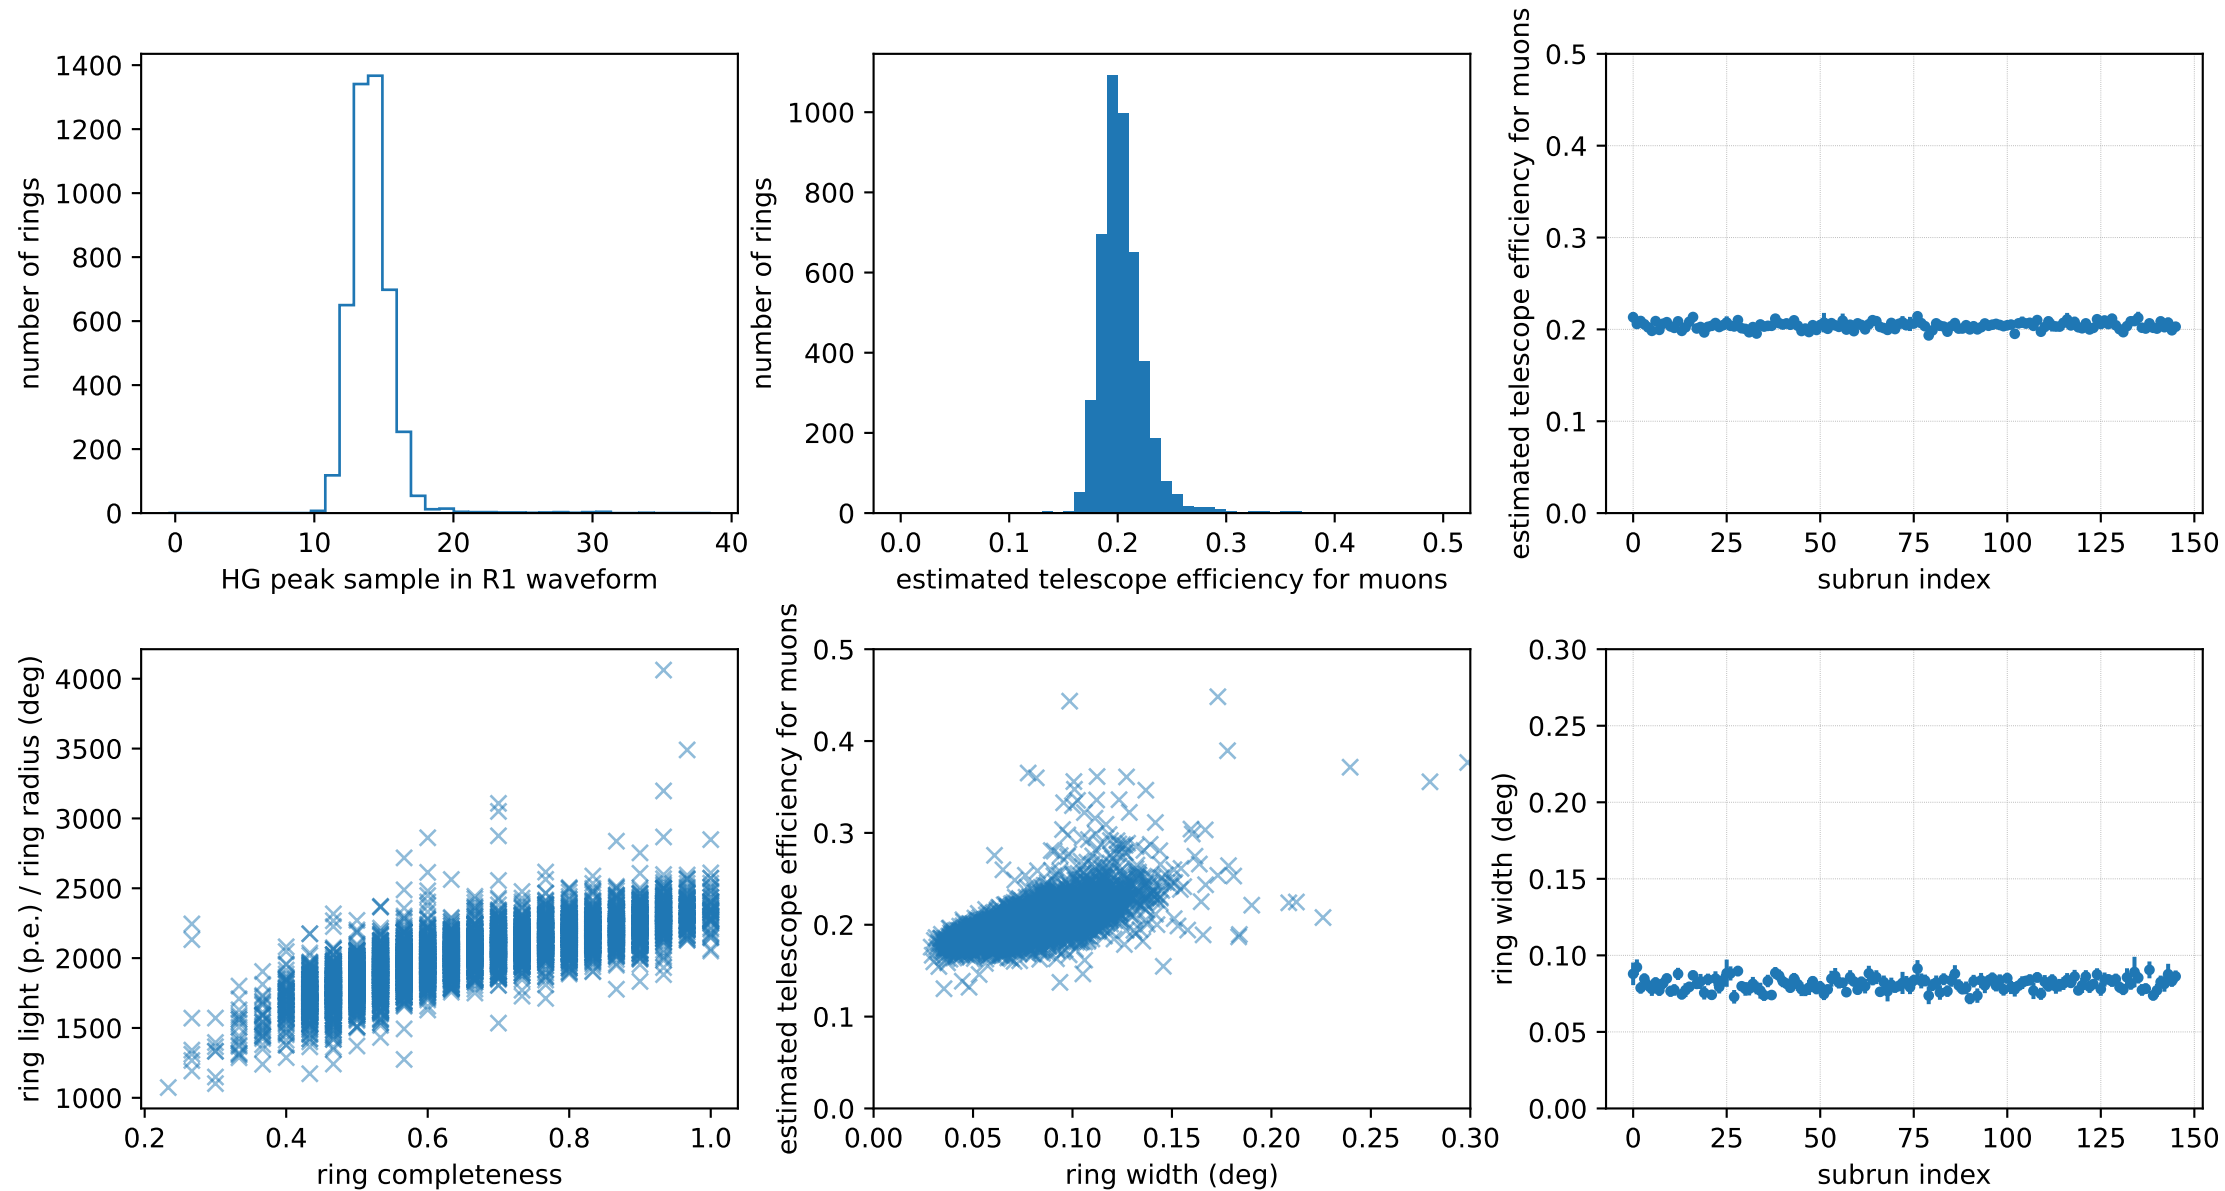 1400
1200
1000
800
600
400
200
0
number of rings
0 10 20 30 40
HG peak sample in R1 waveform
1000
800
600
400
200
0
number of rings
0.0 0.1 0.2 0.3 0.4 0.5
estimated telescope efficiency for muons
0.5
0.4
0.3
0.2
0.1
0.0
estimated telescope efficiency for muons
0 25 50 75 100 125 150
subrun index
4000
3500
3000
2500
2000
1500
1000
ring light (p.e.) / ring radius (deg)
0.2 0.4 0.6 0.8 1.0
ring completeness
0.5
0.4
0.3
0.2
0.1
0.0
estimated telescope efficiency for muons
0.00 0.05 0.10 0.15 0.20 0.25 0.30
ring width (deg)
0.30
0.25
0.20
0.15
0.10
0.05
0.00
ring width (deg)
0 25 50 75 100 125 150
subrun index